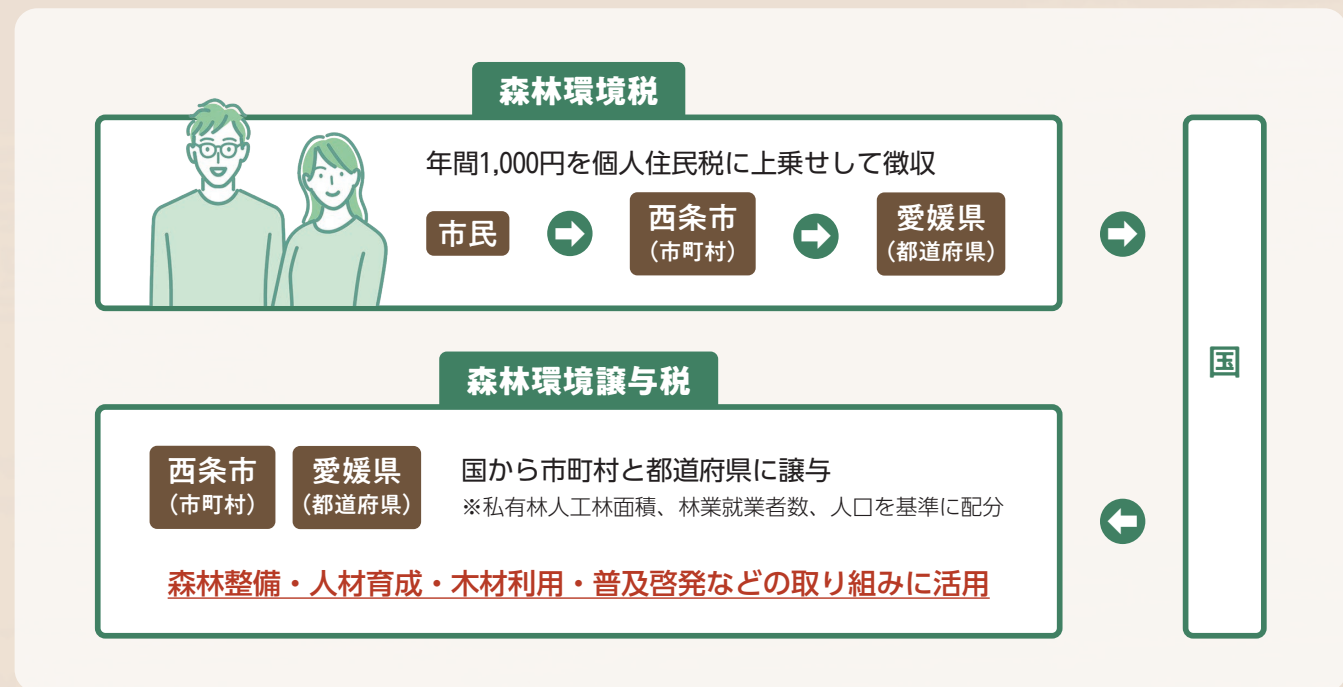 森林環境税
年間1,000円を個人住民税に上乗せして徴収
市民
西条市
(市町村)
愛媛県
(都道府県)
国
森林環境譲与税
西条市
(市町村)
愛媛県
(都道府県)
国から市町村と都道府県に譲与
※私有林人工林面積、林業就業者数、人口を基準に配分
森林整備・人材育成・木材利用・普及啓発などの取り組みに活用